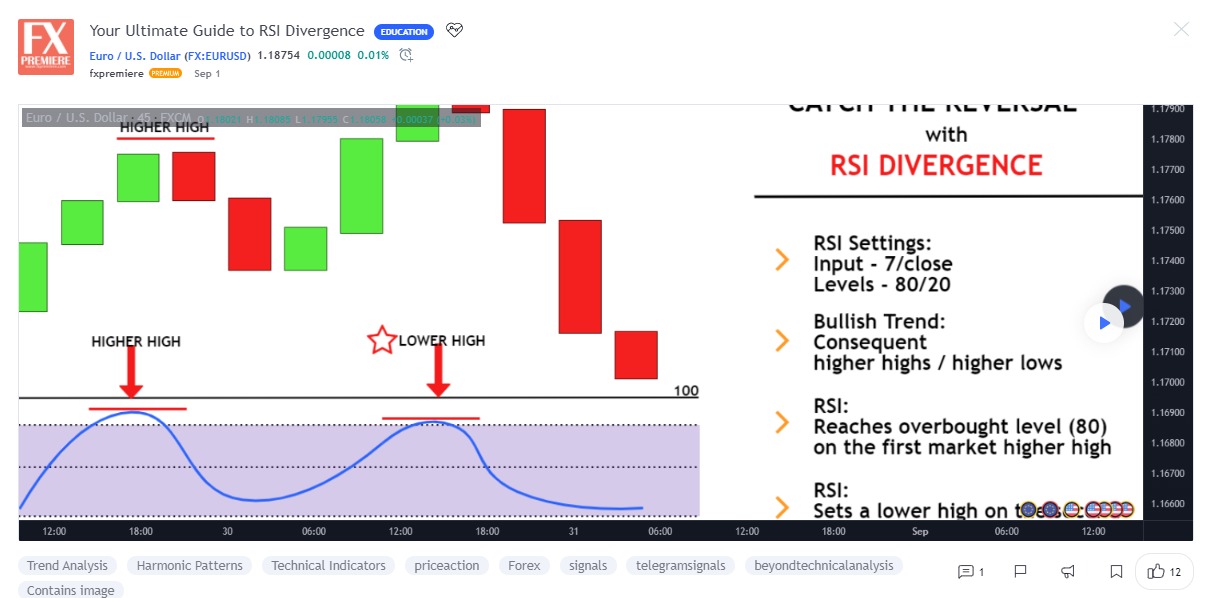 FX
PREMIERE
Your Ultimate Guide to RSI Divergence EDUCATION
Euro / U.S. Dollar (FX:EURUSD) 1.18754 0.00008 0.01%
fxpremiere PREMIUM Sep 1
Euro / U.S. Dollar 45 FXCM O 1.18021 H 1.18085 L 1.17955 C 1.18058
HIGHER HIGH
HIGHER HIGH
LOWER HIGH
100
CATCH THE REVERSAL
with
RSI DIVERGENCE
RSI Settings:
Input - 7/close
Levels - 80/20
Bullish Trend:
Consequent
higher highs / higher lows
RSI:
Reaches overbought level (80)
on the first market higher high
RSI:
Sets a lower high on
1.17900
1.17800
1.17700
1.17600
1.17500
1.17400
1.17300
1.17200
1.17100
1.17000
1.16900
1.16800
1.16700
1.16600
12:00 18:00 30 06:00 12:00 18:00 31 06:00 12:00 18:00 Sep 06:00 12:00
Trend Analysis Harmonic Patterns Technical Indicators priceaction Forex signals telegramsignals beyondtechnicalanalysis
1 12
Contains image